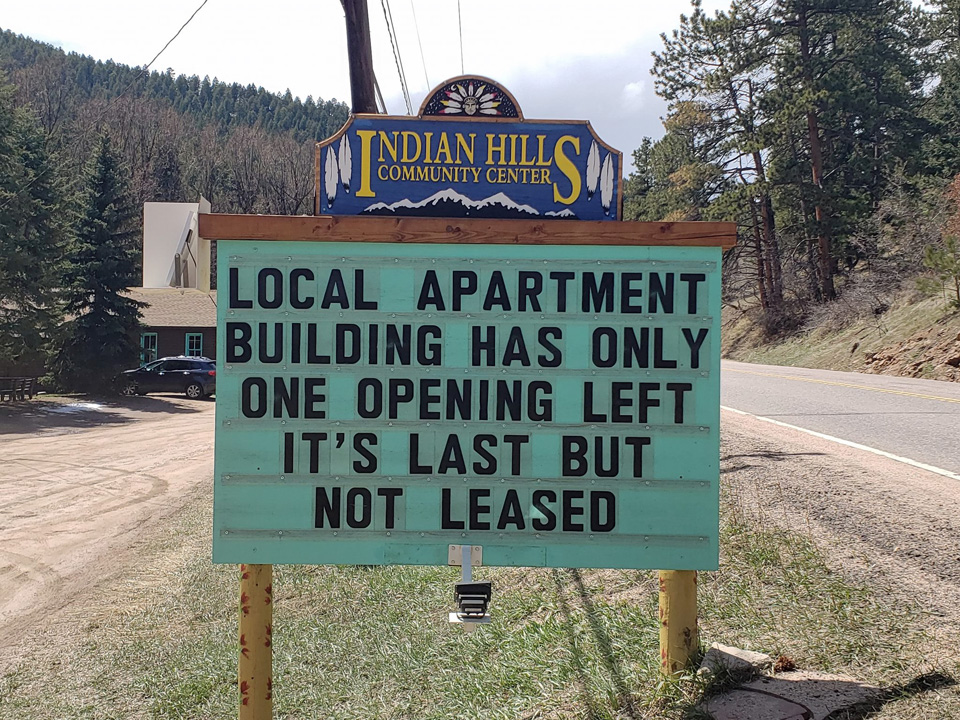 INDIAN HILLS
COMMUNITY CENTER
LOCAL APARTMENT
BUILDING HAS ONLY
ONE OPENING LEFT
IT'S LAST BUT
NOT LEASED